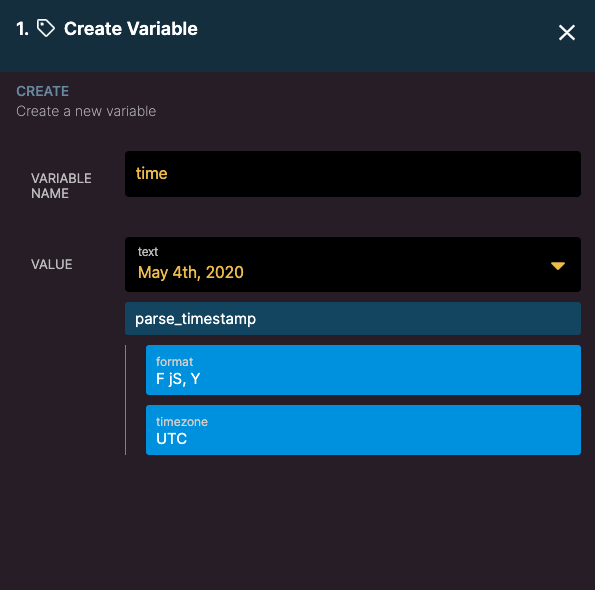 1. Create Variable
CREATE
Create a new variable
VARIABLE
NAME
time
VALUE
text
May 4th, 2020
parse_timestamp
format
F jS, Y
timezone
UTC